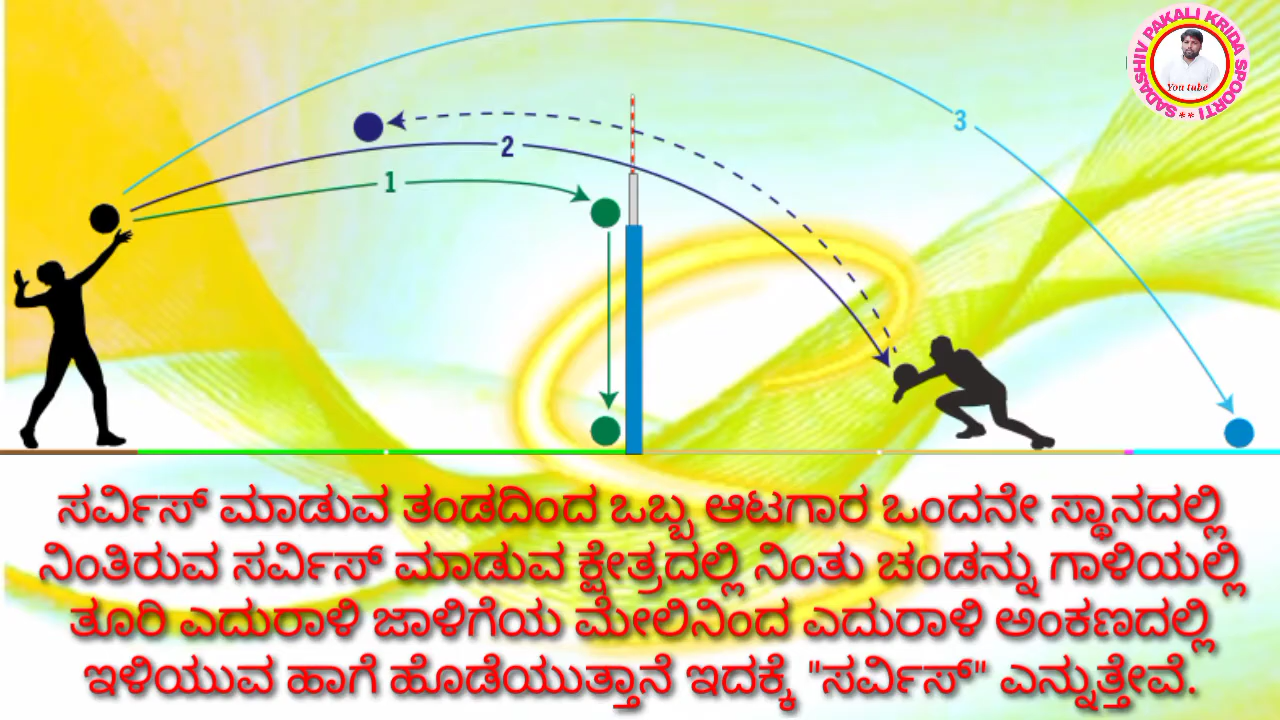 SADASHIV PAKALI KRIDA SPOORTI **
You tube
3
2
1
ಸರ್ವಿಸ್ ಮಾಡುವ ತಂಡದಿಂದ ಒಬ್ಬ ಆಟಗಾರ ಒಂದನೇ ಸ್ಥಾನದಲ್ಲಿ
ನಿಂತಿರುವ ಸರ್ವಿಸ್ ಮಾಡುವ ಕ್ಷೇತ್ರದಲ್ಲಿ ನಿಂತು ಚಂಡನ್ನು ಗಾಳಿಯಲ್ಲಿ
ತೂರಿ ಎದುರಾಳಿ ಜಾಳಿಗೆಯ ಮೇಲಿನಿಂದ ಎದುರಾಳಿ ಅಂಕಣದಲ್ಲಿ
ಇಳಿಯುವ ಹಾಗೆ ಹೊಡೆಯುತ್ತಾನೆ ಇದಕ್ಕೆ "ಸರ್ವಿಸ್" ಎನ್ನುತ್ತೇವೆ.